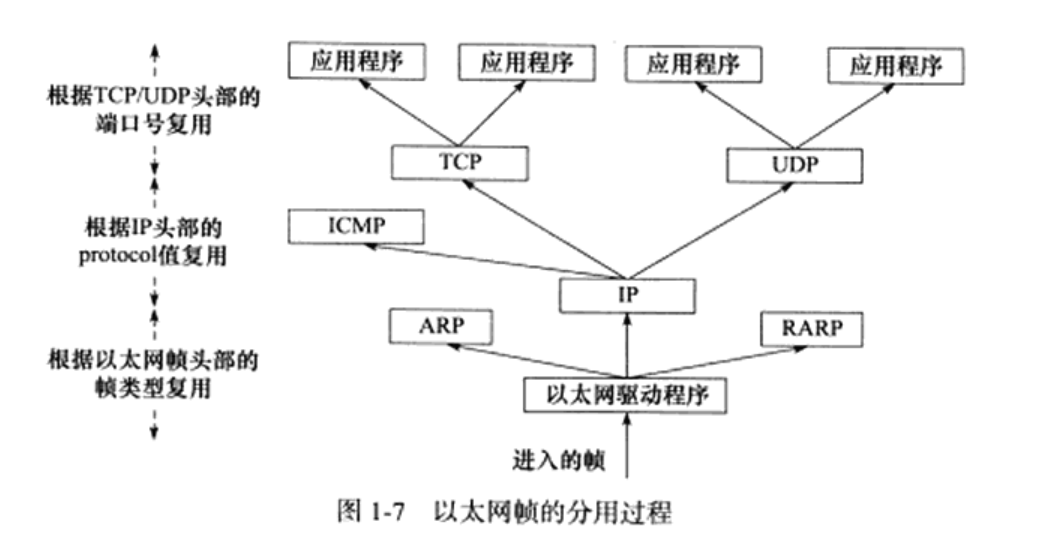 应用程序
应用程序
应用程序
应用程序
根据TCP/UDP头部的
端口号复用
TCP
UDP
根据IP头部的
protocol值复用
ICMP
IP
ARP
RARP
根据以太网帧头部的
帧类型复用
以太网驱动程序
进入的帧
图 1-7 以太网帧的分用过程